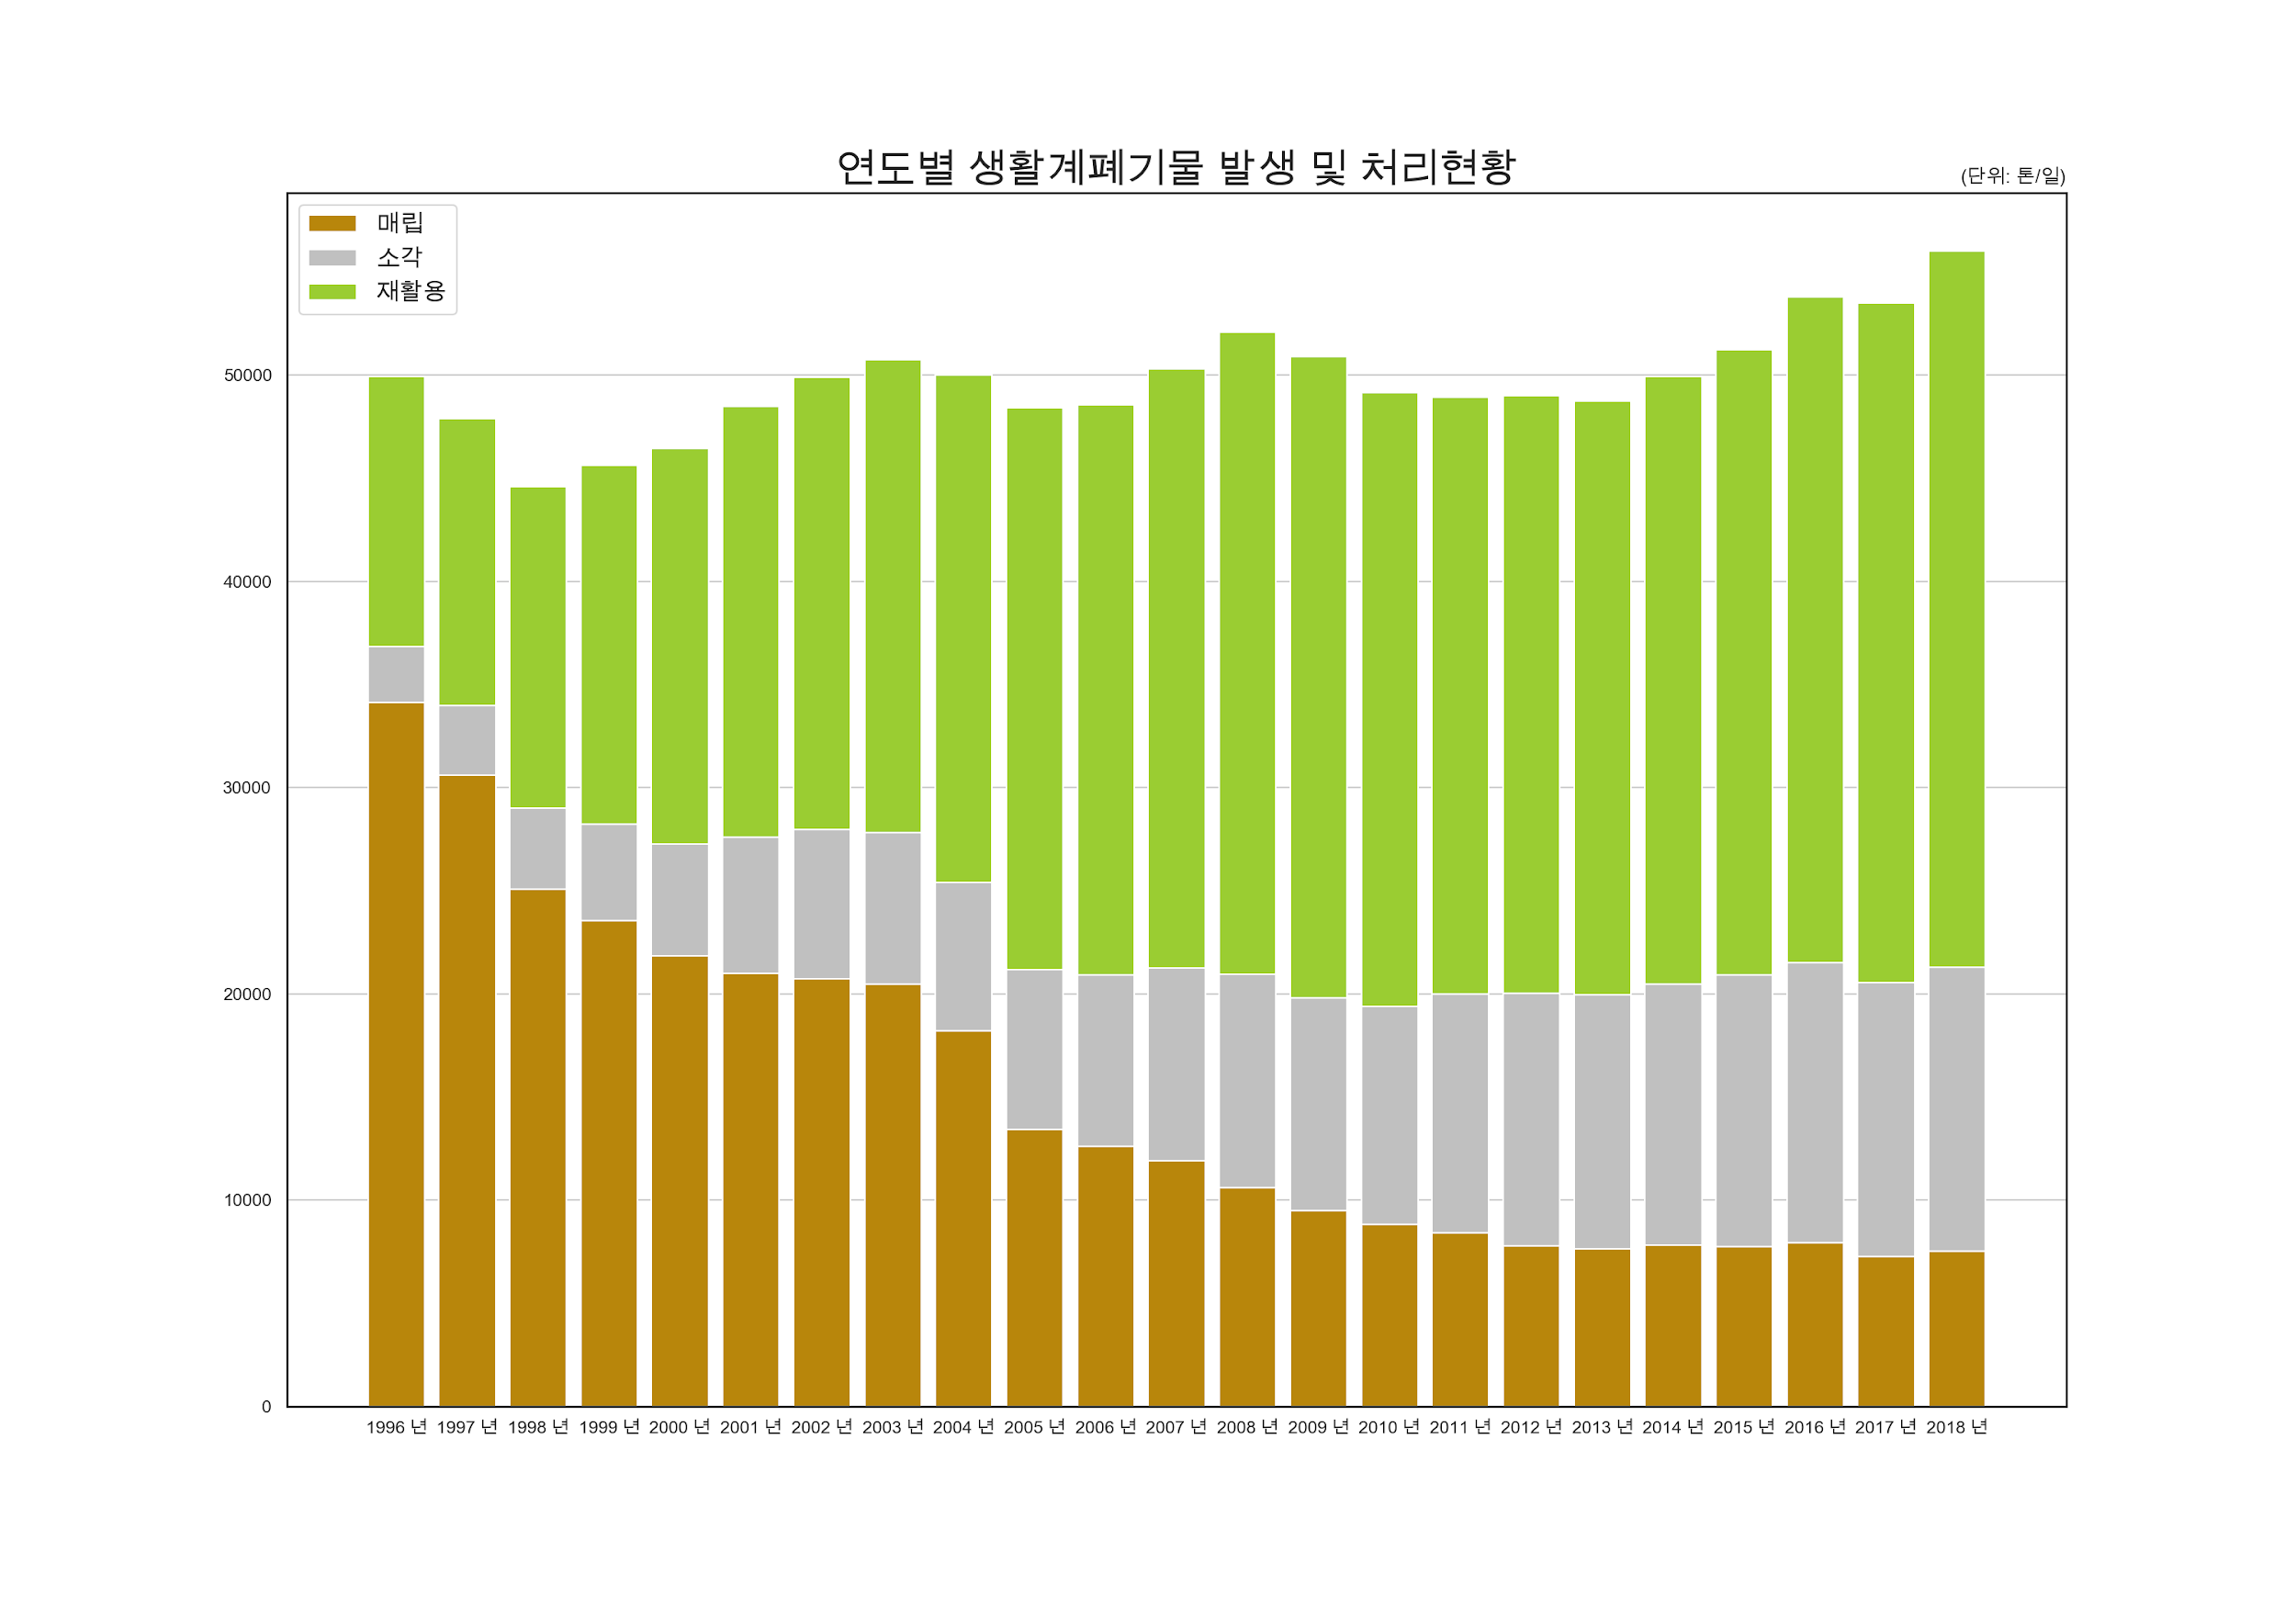 연도별 생활계폐기물 발생 및 처리현황
(단위: 톤/일)
매립
소각
재활용
50000
40000
30000
20000
10000
0
1996 년 1997 년 1998 년 1999 년 2000 년 2001 년 2002 년 2003 년 2004 년 2005 년 2006 년 2007 년 2008 년 2009 년 2010 년 2011 년 2012 년 2013 년 2014 년 2015 년 2016 년 2017 년 2018 년